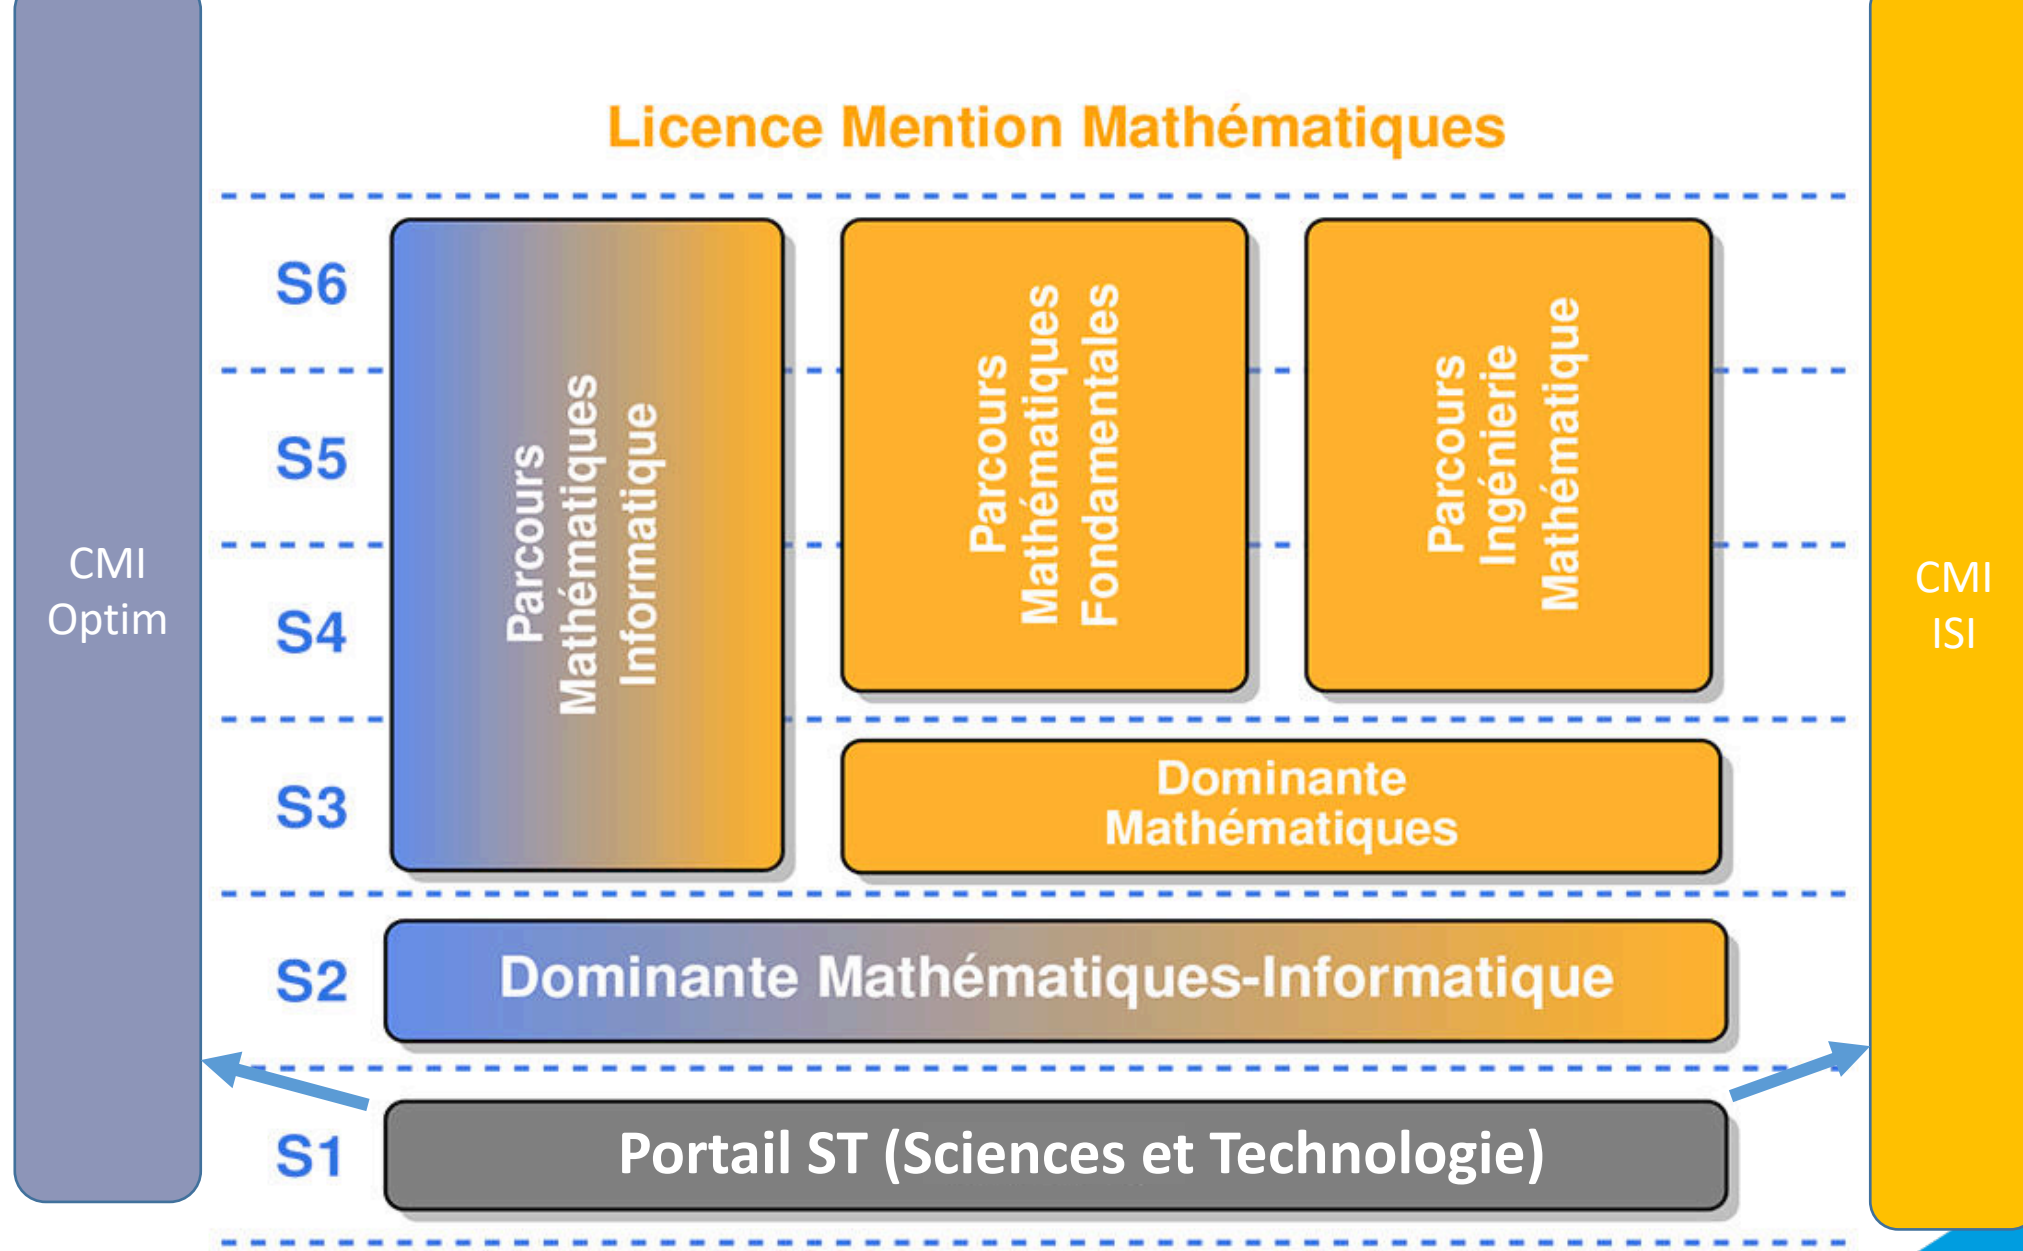 Licence Mention Mathématiques
CMI
Optim
S6
S5
S4
S3
S2
S1
Parcours
Mathématiques
Informatique
Parcours
Mathématiques
Fondamentales
Parcours
Ingénierie
Mathématique
Dominante
Mathématiques
Dominante Mathématiques-Informatique
Portail ST (Sciences et Technologie)
CMI
ISI